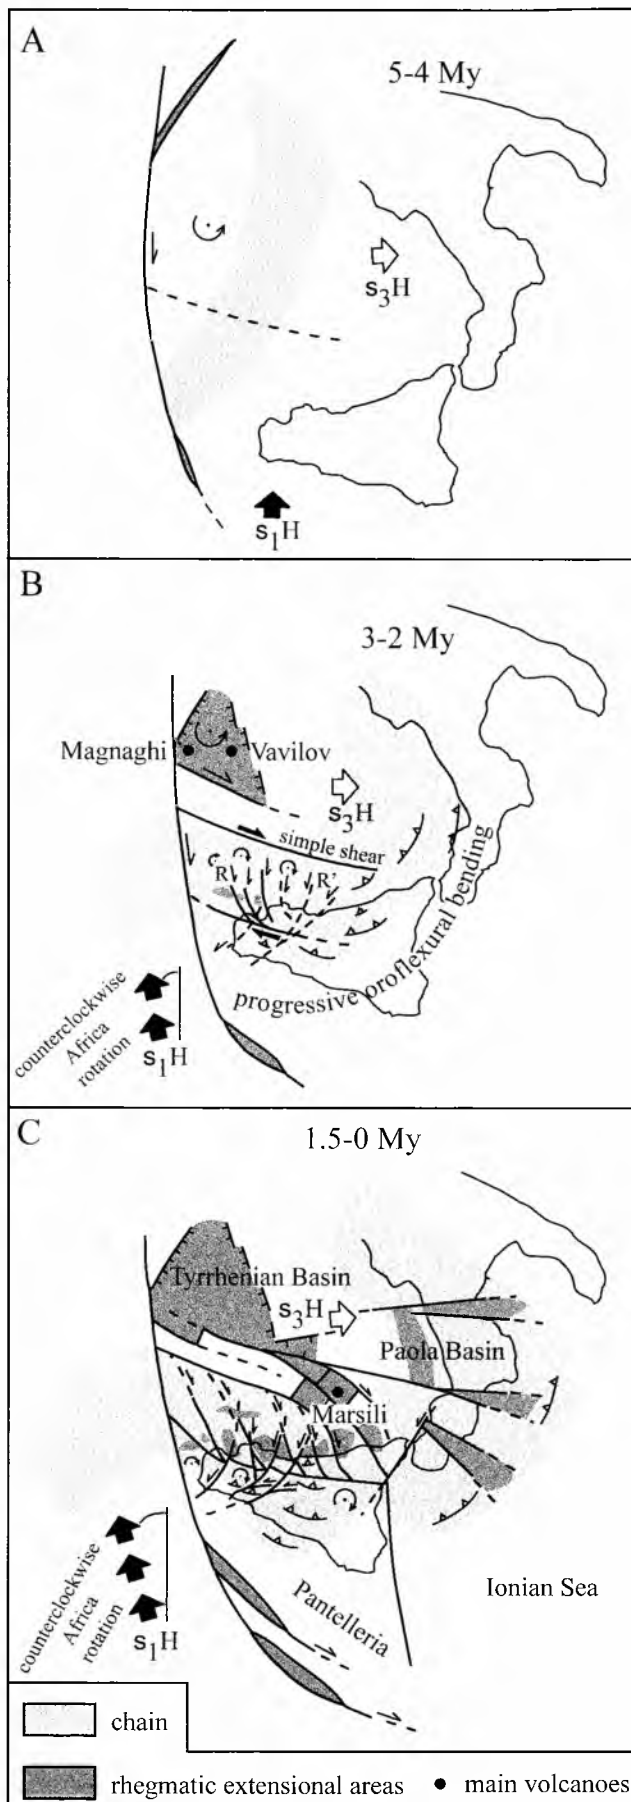 A
5-4 My
s3H
s1H
B
3-2 My
Magnaghi
Vavilov
s3H
simple shear
R
R'
progressive oroflexural bending
counterclockwise
Africa
rotation
s1H
C
1.5-0 My
Tyrrhenian Basin
s3H
Paola Basin
Marsili
counterclockwise
Africa
rotation
s1H
Pantelleria
Ionian Sea
chain
rhegmatic extensional areas
main volcanoes